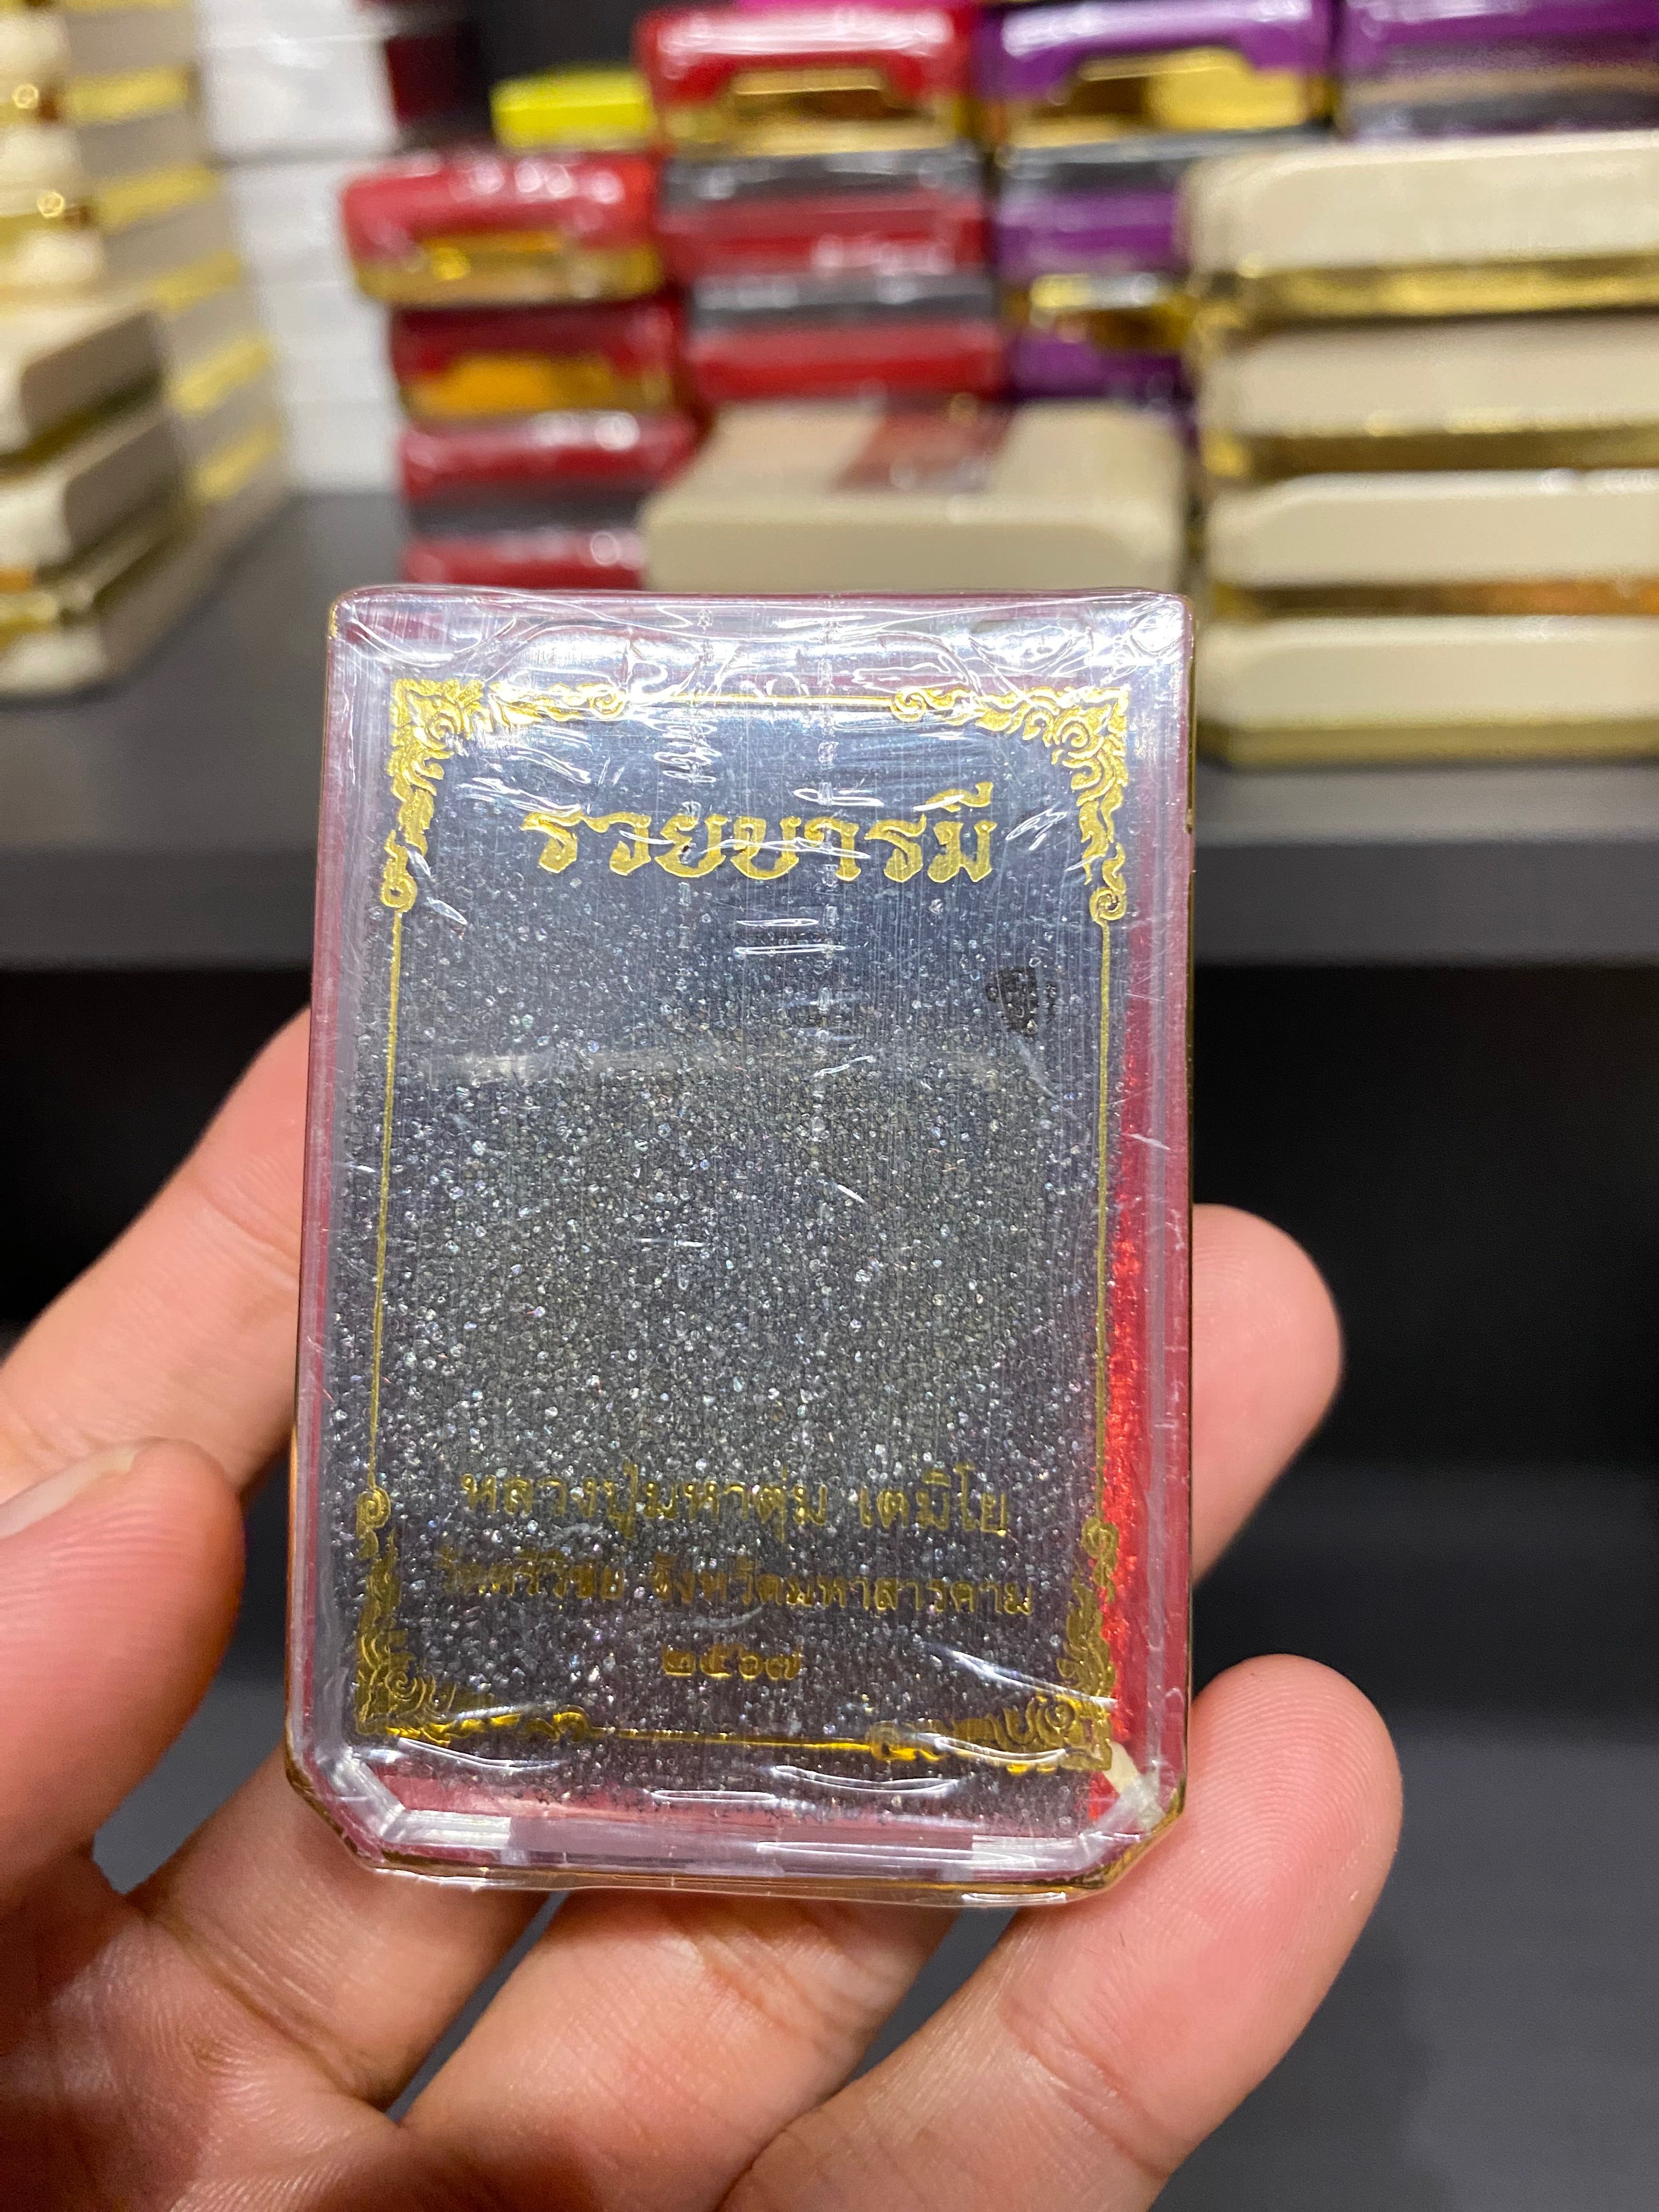 รวยบารมี
หลวงปู่มหาตุ่ม เตมิโย
วัดศรีวิชัย จังหวัดมหาสารคาม
๒๕๖๗